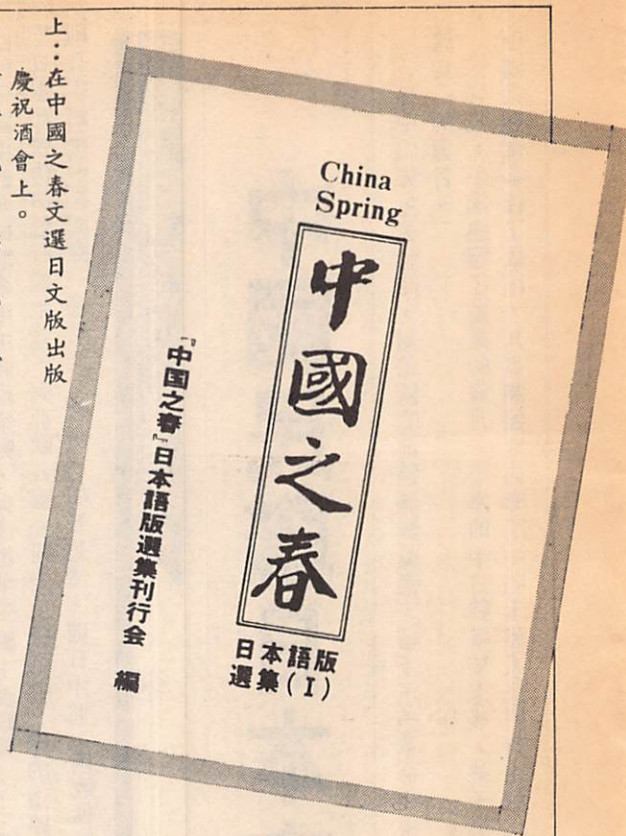 China
Spring
中國之春
日本語版
選集(I)
『中国之春』日本語版選集刊行会 編
上：在中國之春文選日文版出版
慶祝酒會上。